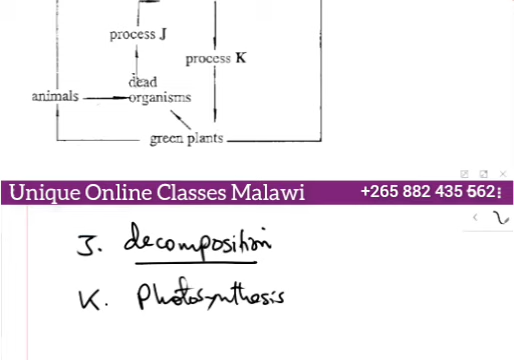 process J
process K
dead
animals
organisms
green plants
Unique Online Classes Malawi
+265 882 435 562
J. decomposition
K. Photosynthesis